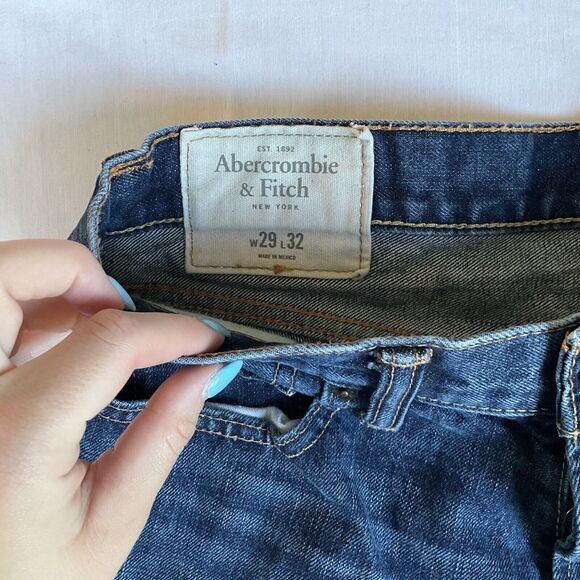 EST. 1892
Abercrombie
& Fitch
NEW YORK
W29 L32
MADE IN MEXICO